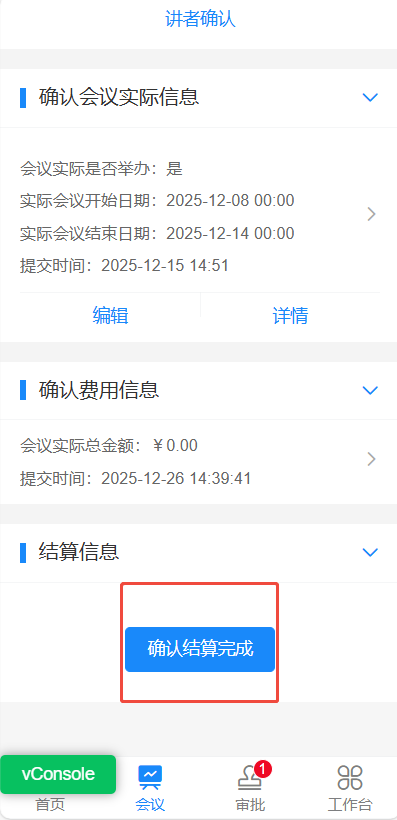 讲者确认
确认会议实际信息
会议实际是否举办：是
实际会议开始日期：2025-12-08 00:00
实际会议结束日期：2025-12-14 00:00
提交时间：2025-12-15 14:51
编辑 详情
确认费用信息
会议实际总金额：￥0.00
提交时间：2025-12-26 14:39:41
结算信息
确认结算完成
vConsole
1
首页 会议 审批 工作台